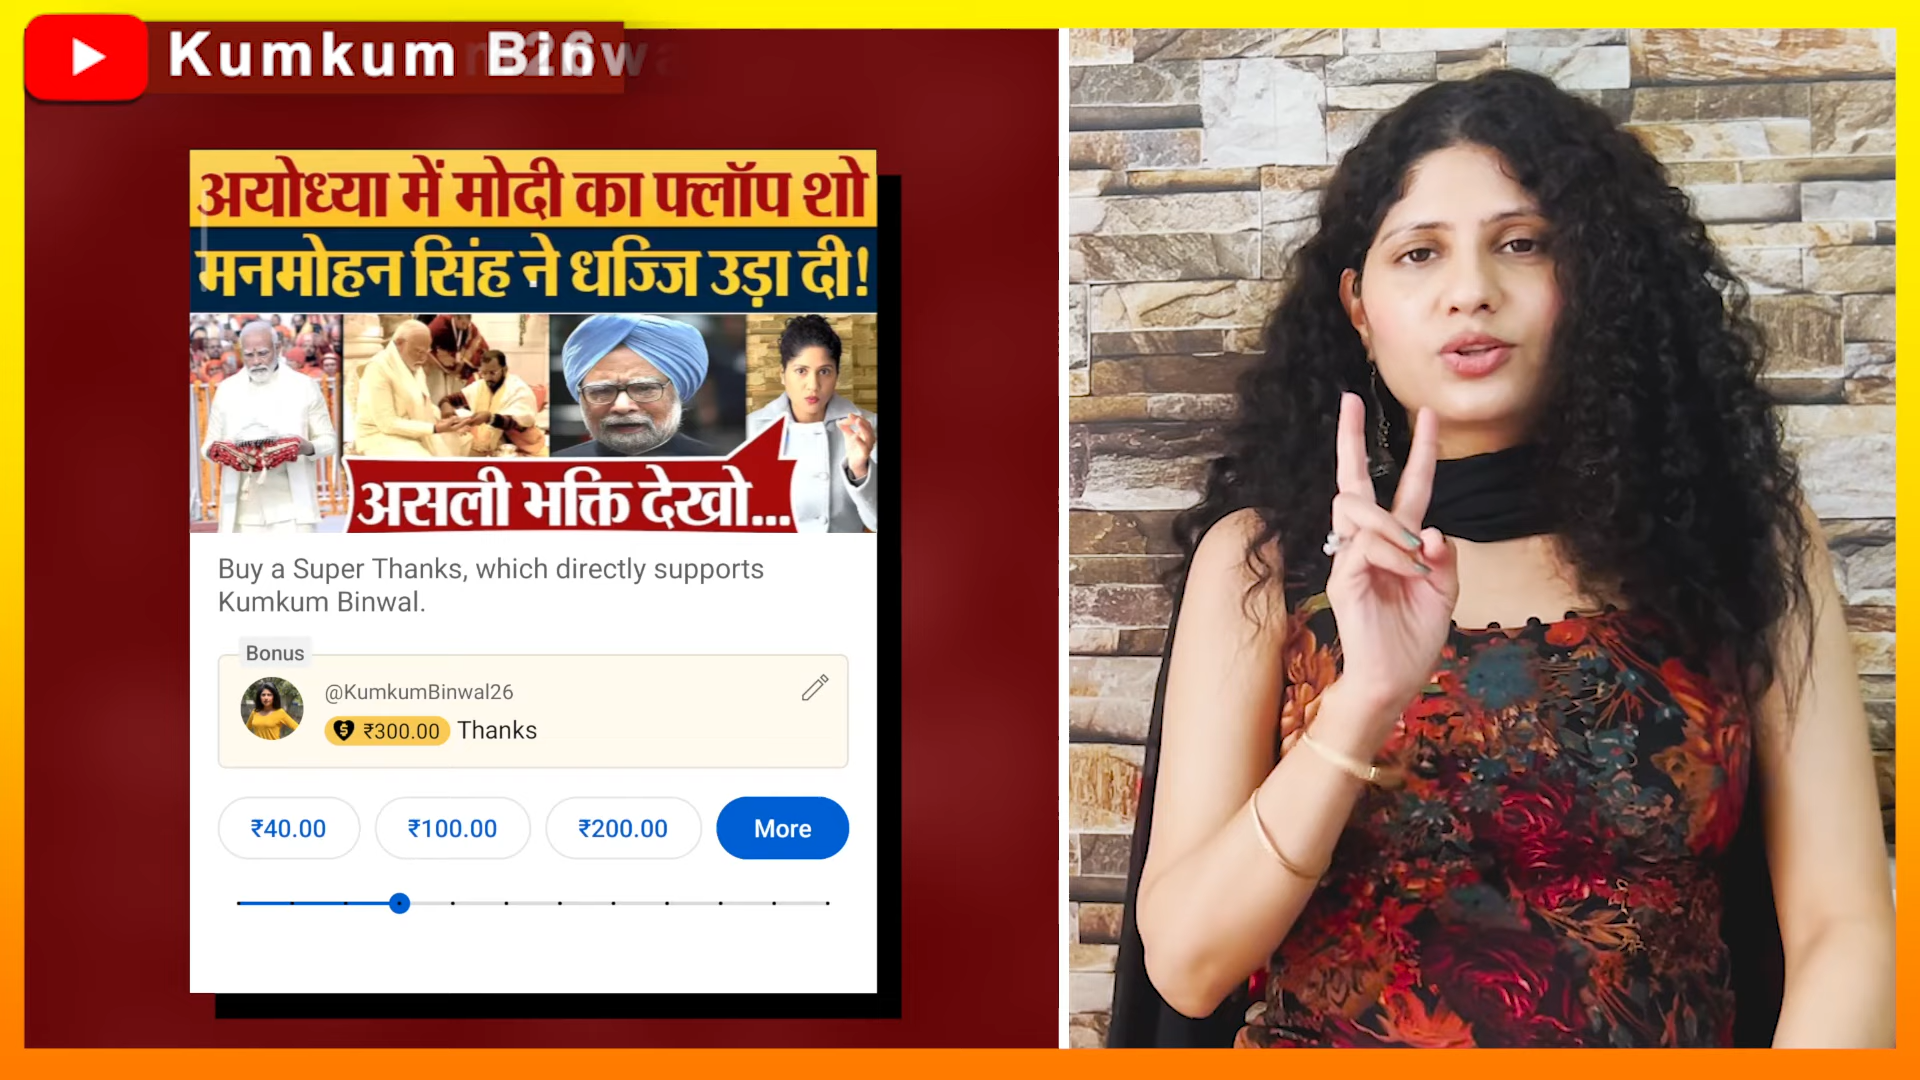 Kumkum
अयोध्या में मोदी का फ्लॉप शो
मनमोहन सिंह ने धज्जि उड़ा दी!
असली भक्ति देखो...
Buy a Super Thanks, which directly supports
Kumkum Binwal.
Bonus
@KumkumBinwal26
₹300.00 Thanks
₹40.00 ₹100.00 ₹200.00 More